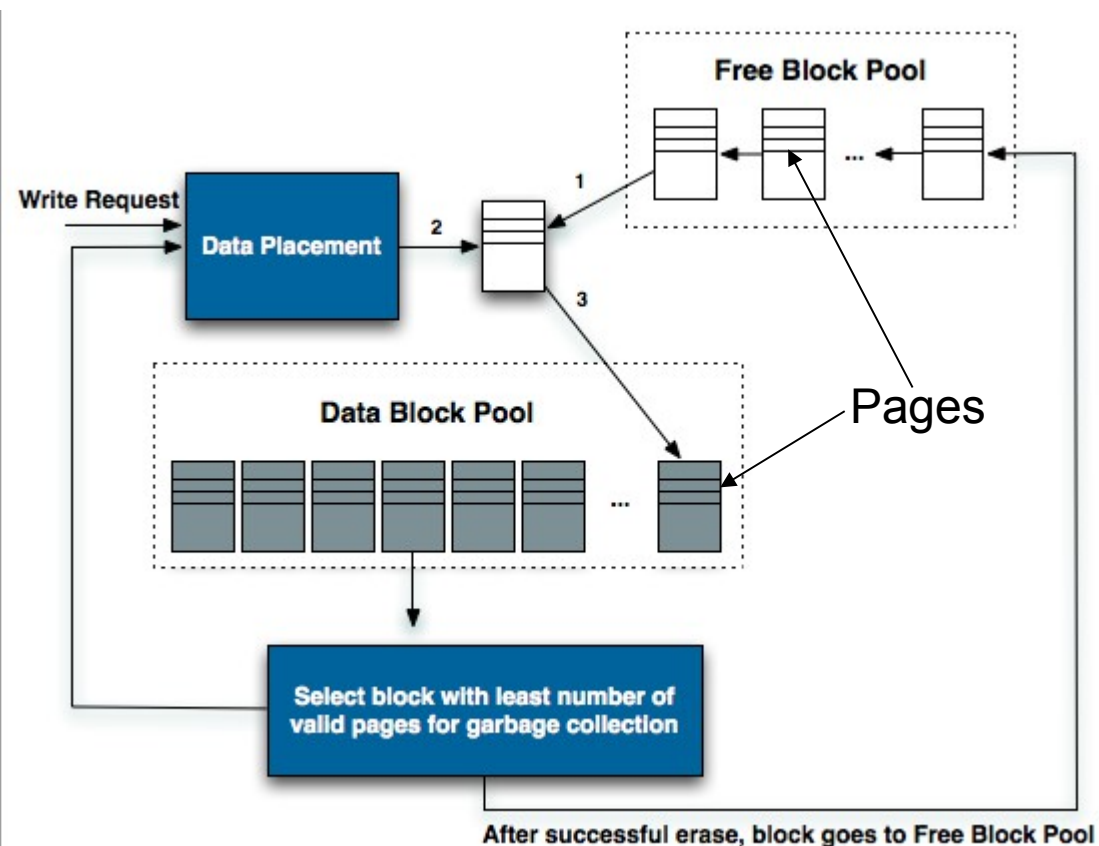 Free Block Pool
...
1
Write Request
Data Placement
2
3
Pages
Data Block Pool
...
Select block with least number of
valid pages for garbage collection
After successful erase, block goes to Free Block Pool